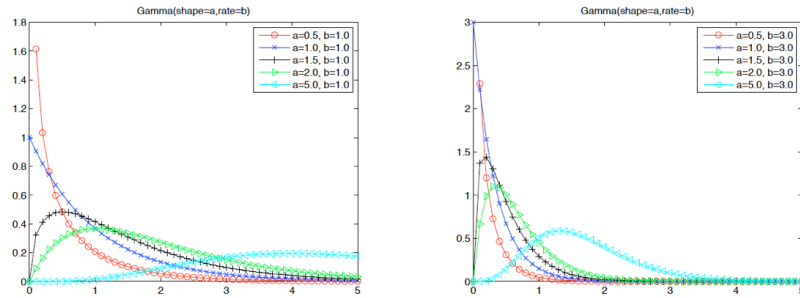 Gamma(shape=a,rate=b)
1.8
1.6
1.4
1.2
1
0.8
0.6
0.4
0.2
0
0
1
2
3
4
5
a=0.5, b=1.0
a=1.0, b=1.0
a=1.5, b=1.0
a=2.0, b=1.0
a=5.0, b=1.0
Gamma(shape=a,rate=b)
3
2.5
2
1.5
1
0.5
0
0
1
2
3
4
5
a=0.5, b=3.0
a=1.0, b=3.0
a=1.5, b=3.0
a=2.0, b=3.0
a=5.0, b=3.0